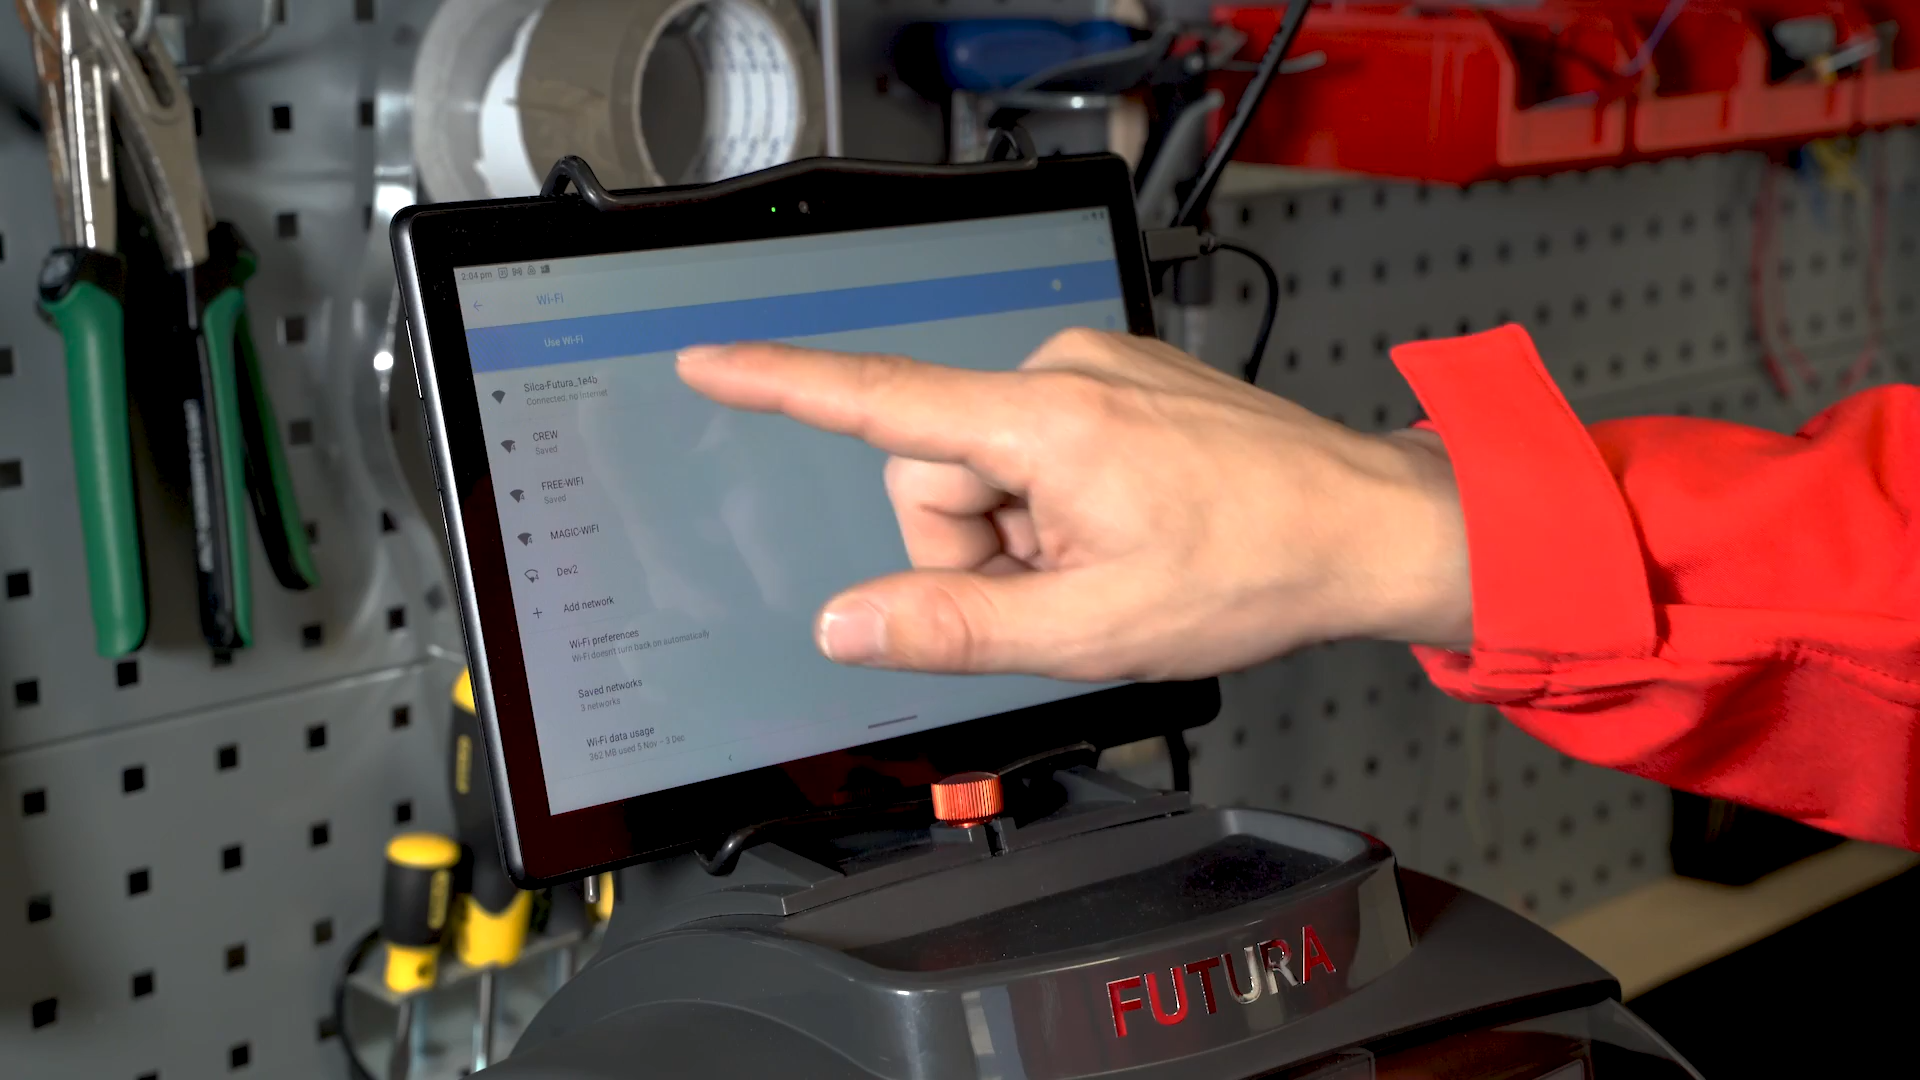 2:04 pm
Wi-Fi
Use Wi-Fi
Silca-Futura_1e4b
Connected, no Internet
CREW
Saved
FREE-WIFI
Saved
MAGIC-WIFI
Dev2
Add network
Wi-Fi preferences
Wi-Fi doesn't turn back on automatically
Saved networks
3 networks
Wi-Fi data usage
362 MB used 5 Nov – 3 Dec
FUTURA